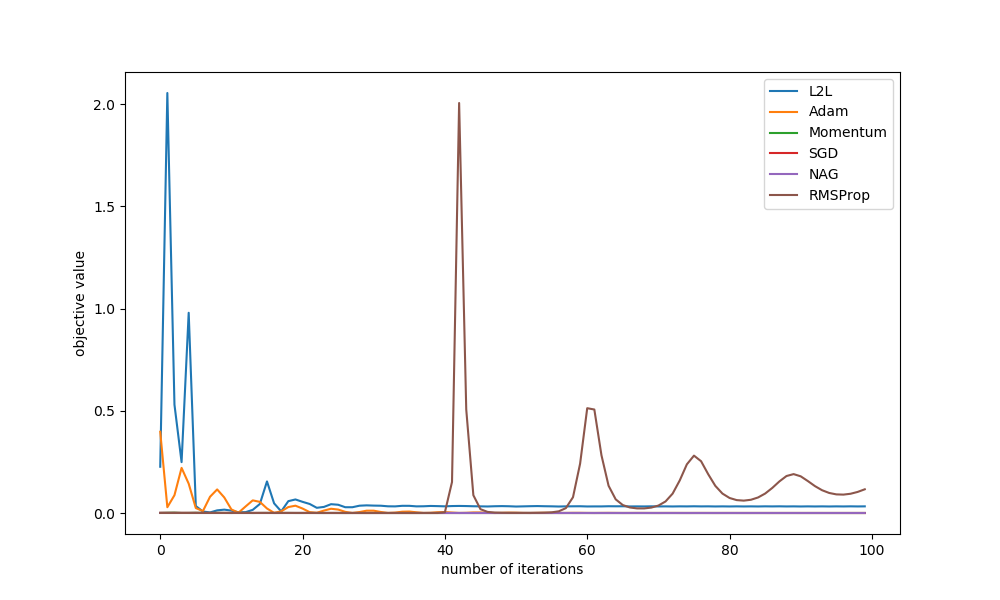 2.0
1.5
1.0
0.5
0.0
objective value
0 20 40 60 80 100
number of iterations
L2L
Adam
Momentum
SGD
NAG
RMSProp